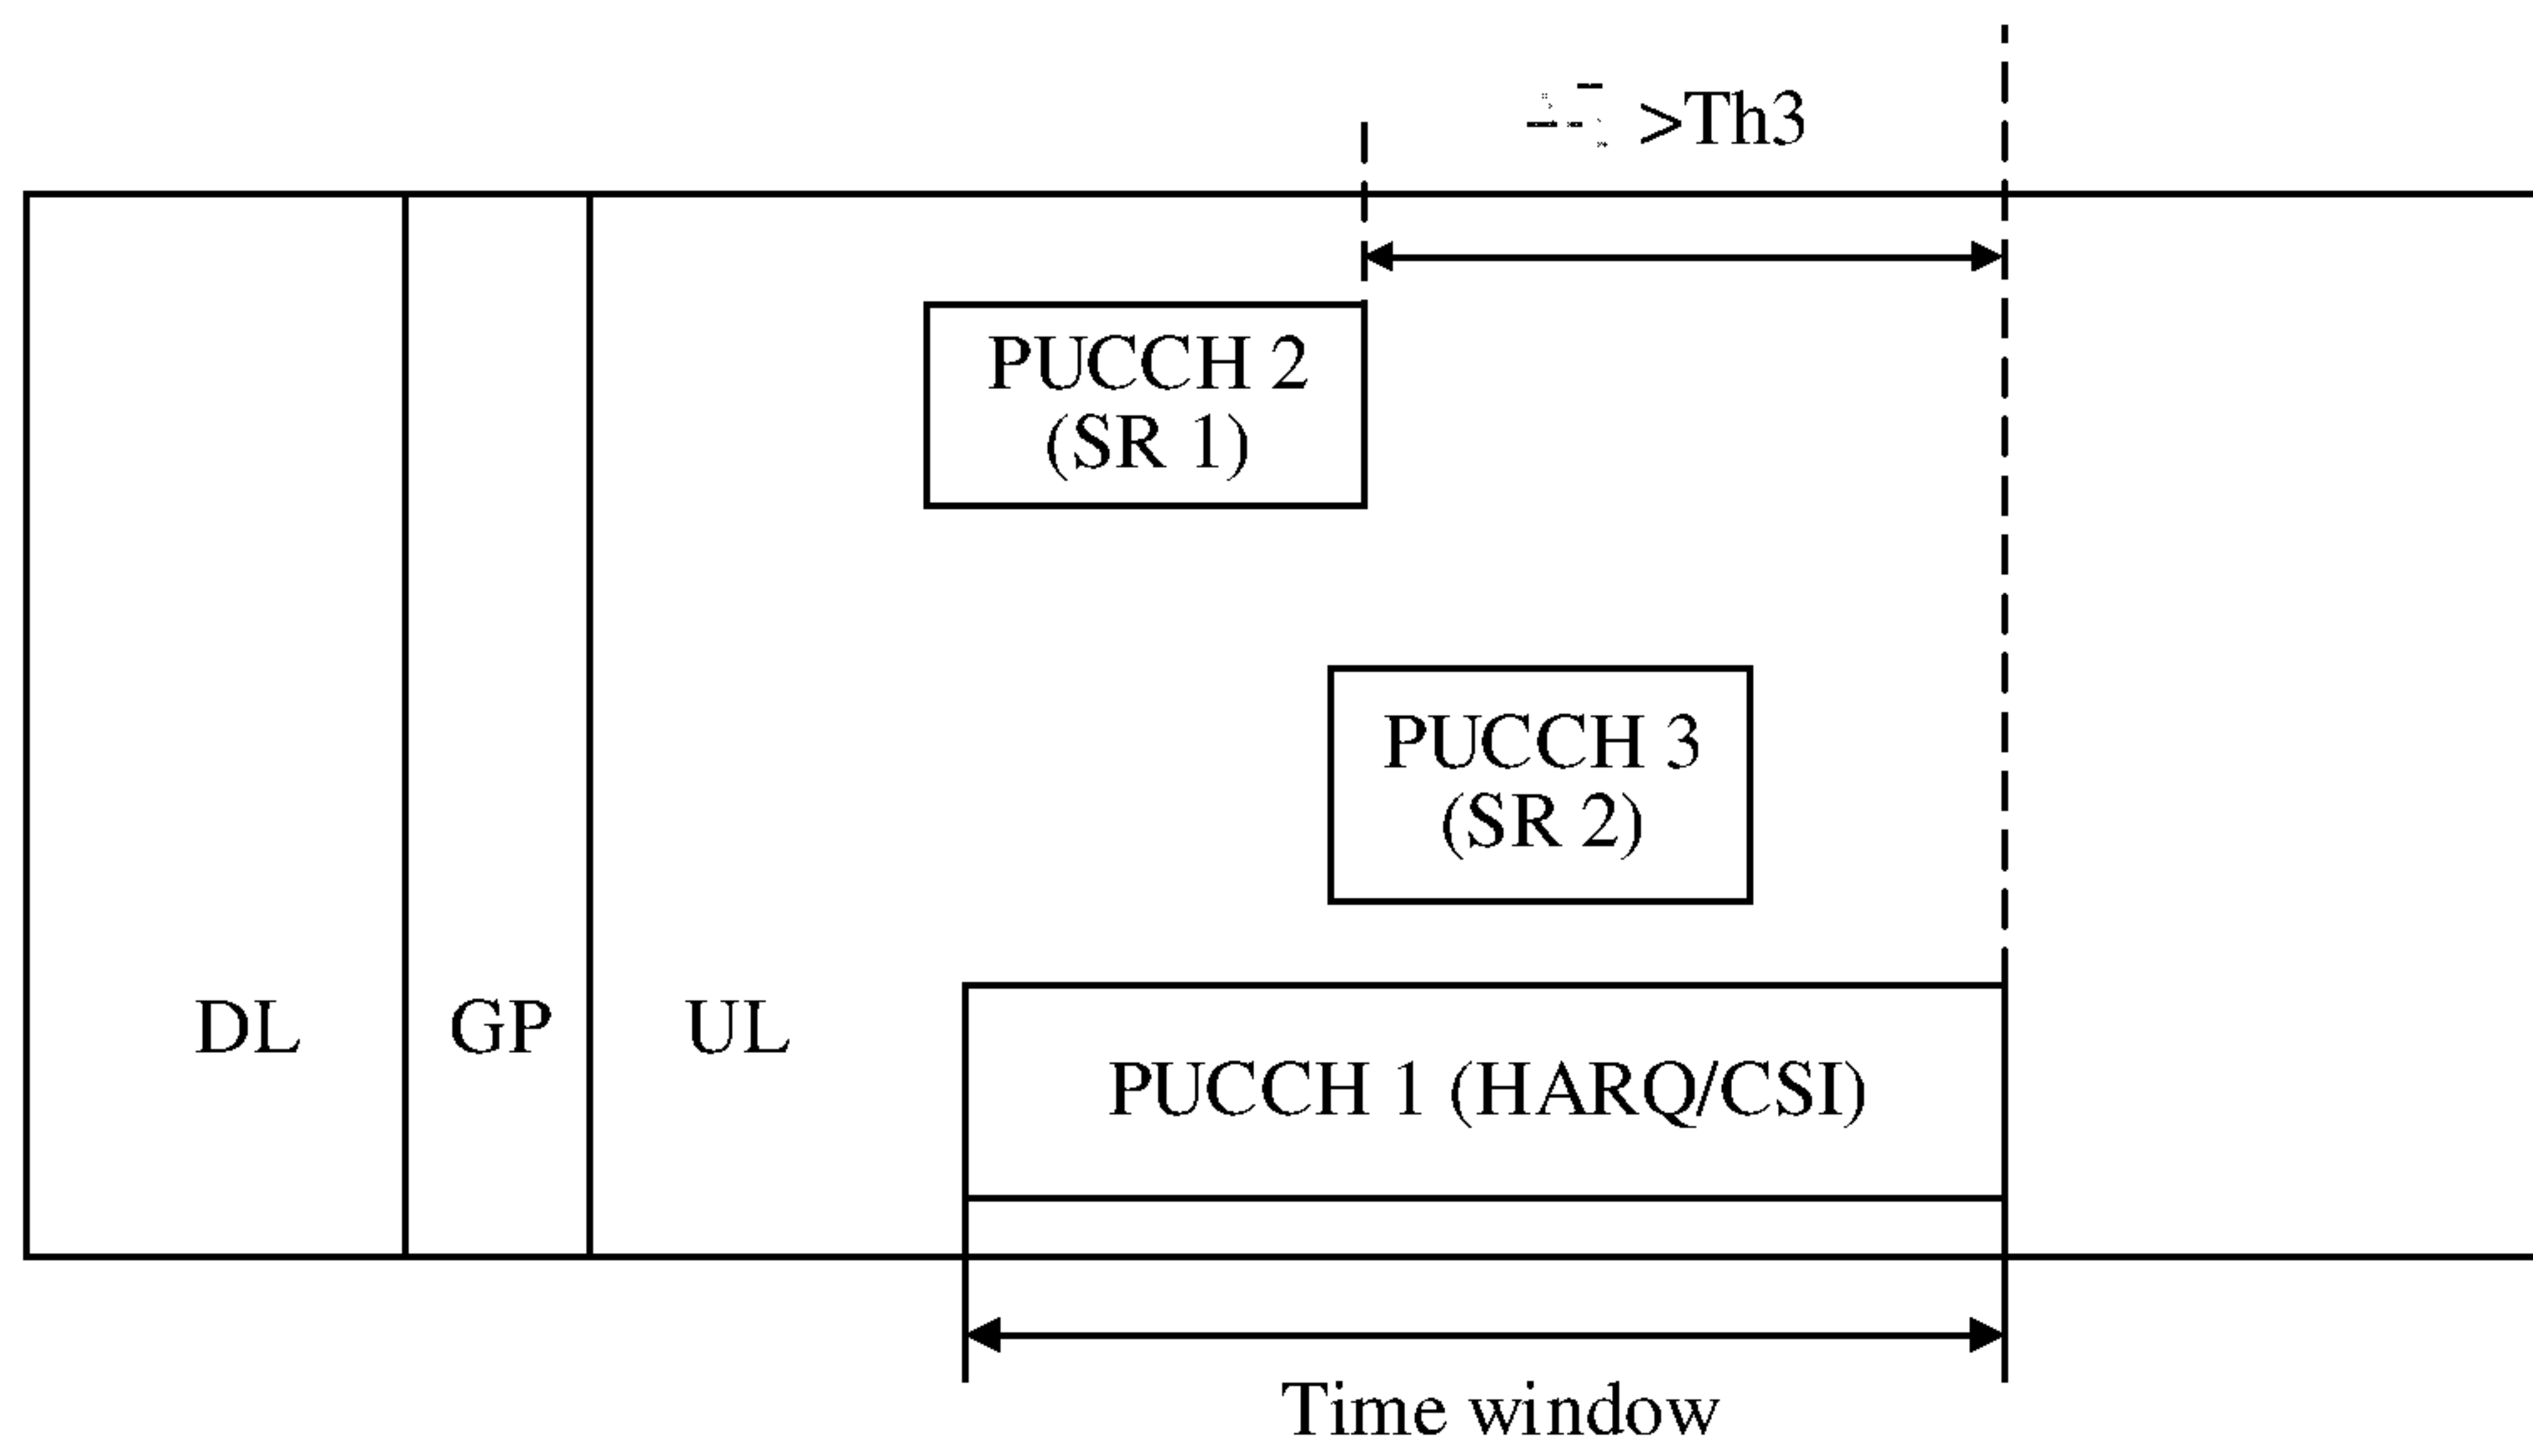 >Th3
PUCCH 2
(SR 1)
PUCCH 3
(SR 2)
DL
GP
UL
PUCCH 1 (HARQ/CSI)
Time window